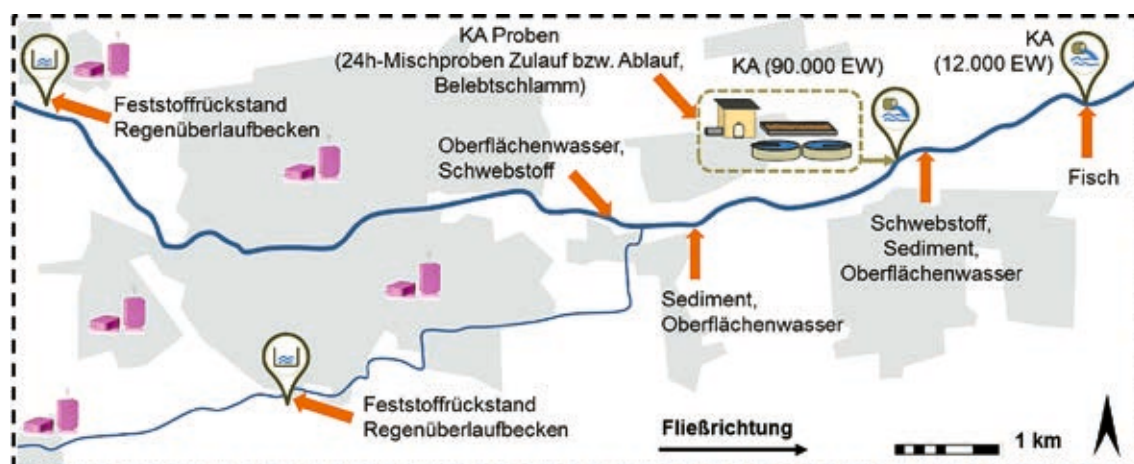 KA Proben
(24h-Mischproben Zulauf bzw. Ablauf,
Belebtschlamm)
KA (90.000 EW)
KA
(12.000 EW)
Feststoffrückstand
Regenüberlaufbecken
Oberflächenwasser,
Schwebstoff
Fisch
Schwebstoff,
Sediment,
Oberflächenwasser
Sediment,
Oberflächenwasser
Feststoffrückstand
Regenüberlaufbecken
Fließrichtung
1 km